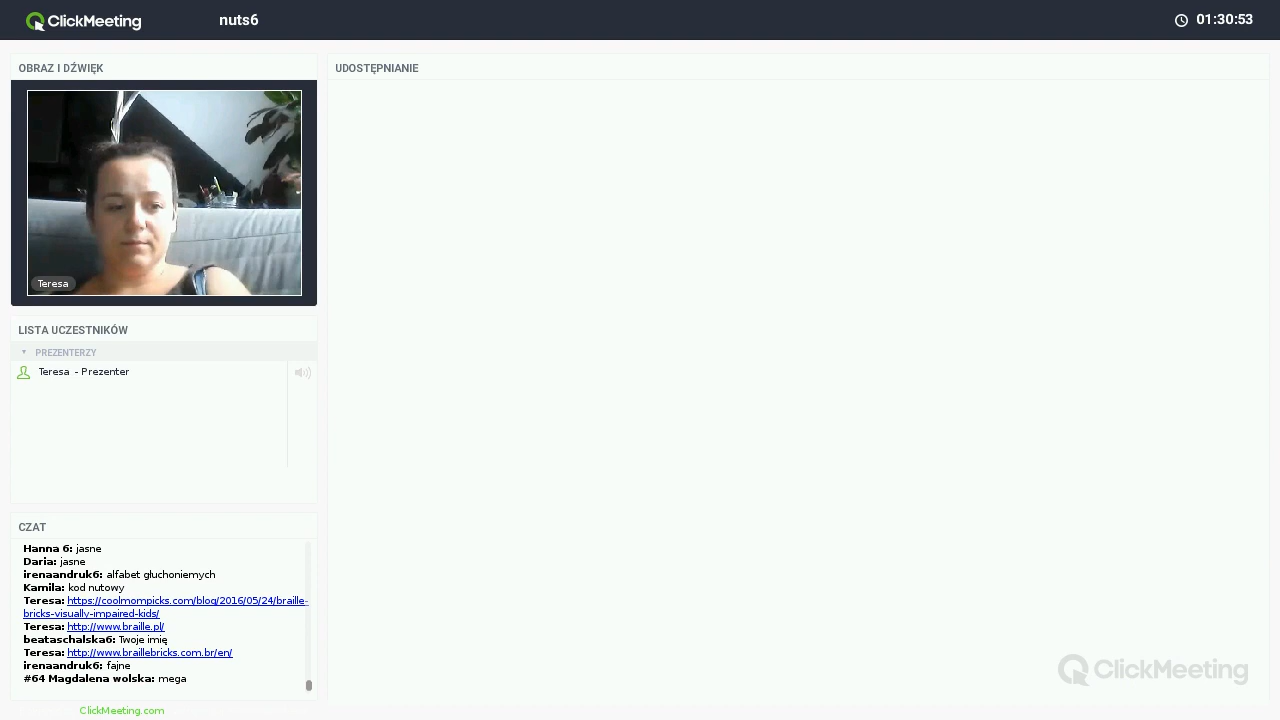 ClickMeeting
nuts6
01:30:53
OBRAZ I DŹWIĘK
Teresa
UDOSTĘPNIANIE
LISTA UCZESTNIKÓW
PREZENTERZY
Teresa - Prezenter
CZAT
Hanna 6: jasne
Daria: jasne
irenaandruk6: alfabet głuchoniemych
Kamila: kod nutowy
Teresa: https://coolmompicks.com/blog/2016/05/24/braille-
bricks-visually-impaired-kids/
Teresa: http://www.braille.pl/
beataschalska6: Twoje imię
Teresa: http://www.braillebricks.com.br/en/
irenaandruk6: fajne
#64 Magdalena wolska: mega
ClickMeeting.com
ClickMeeting